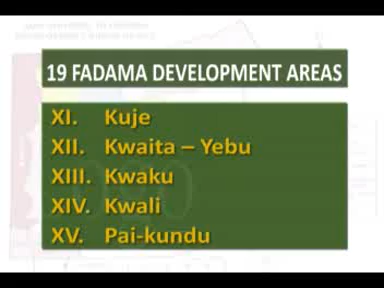 19 FADAMA DEVELOPMENT AREAS
XI. Kuje
XII. Kwaita – Yebu
XIII. Kwaku
XIV. Kwali
XV. Pai-kundu